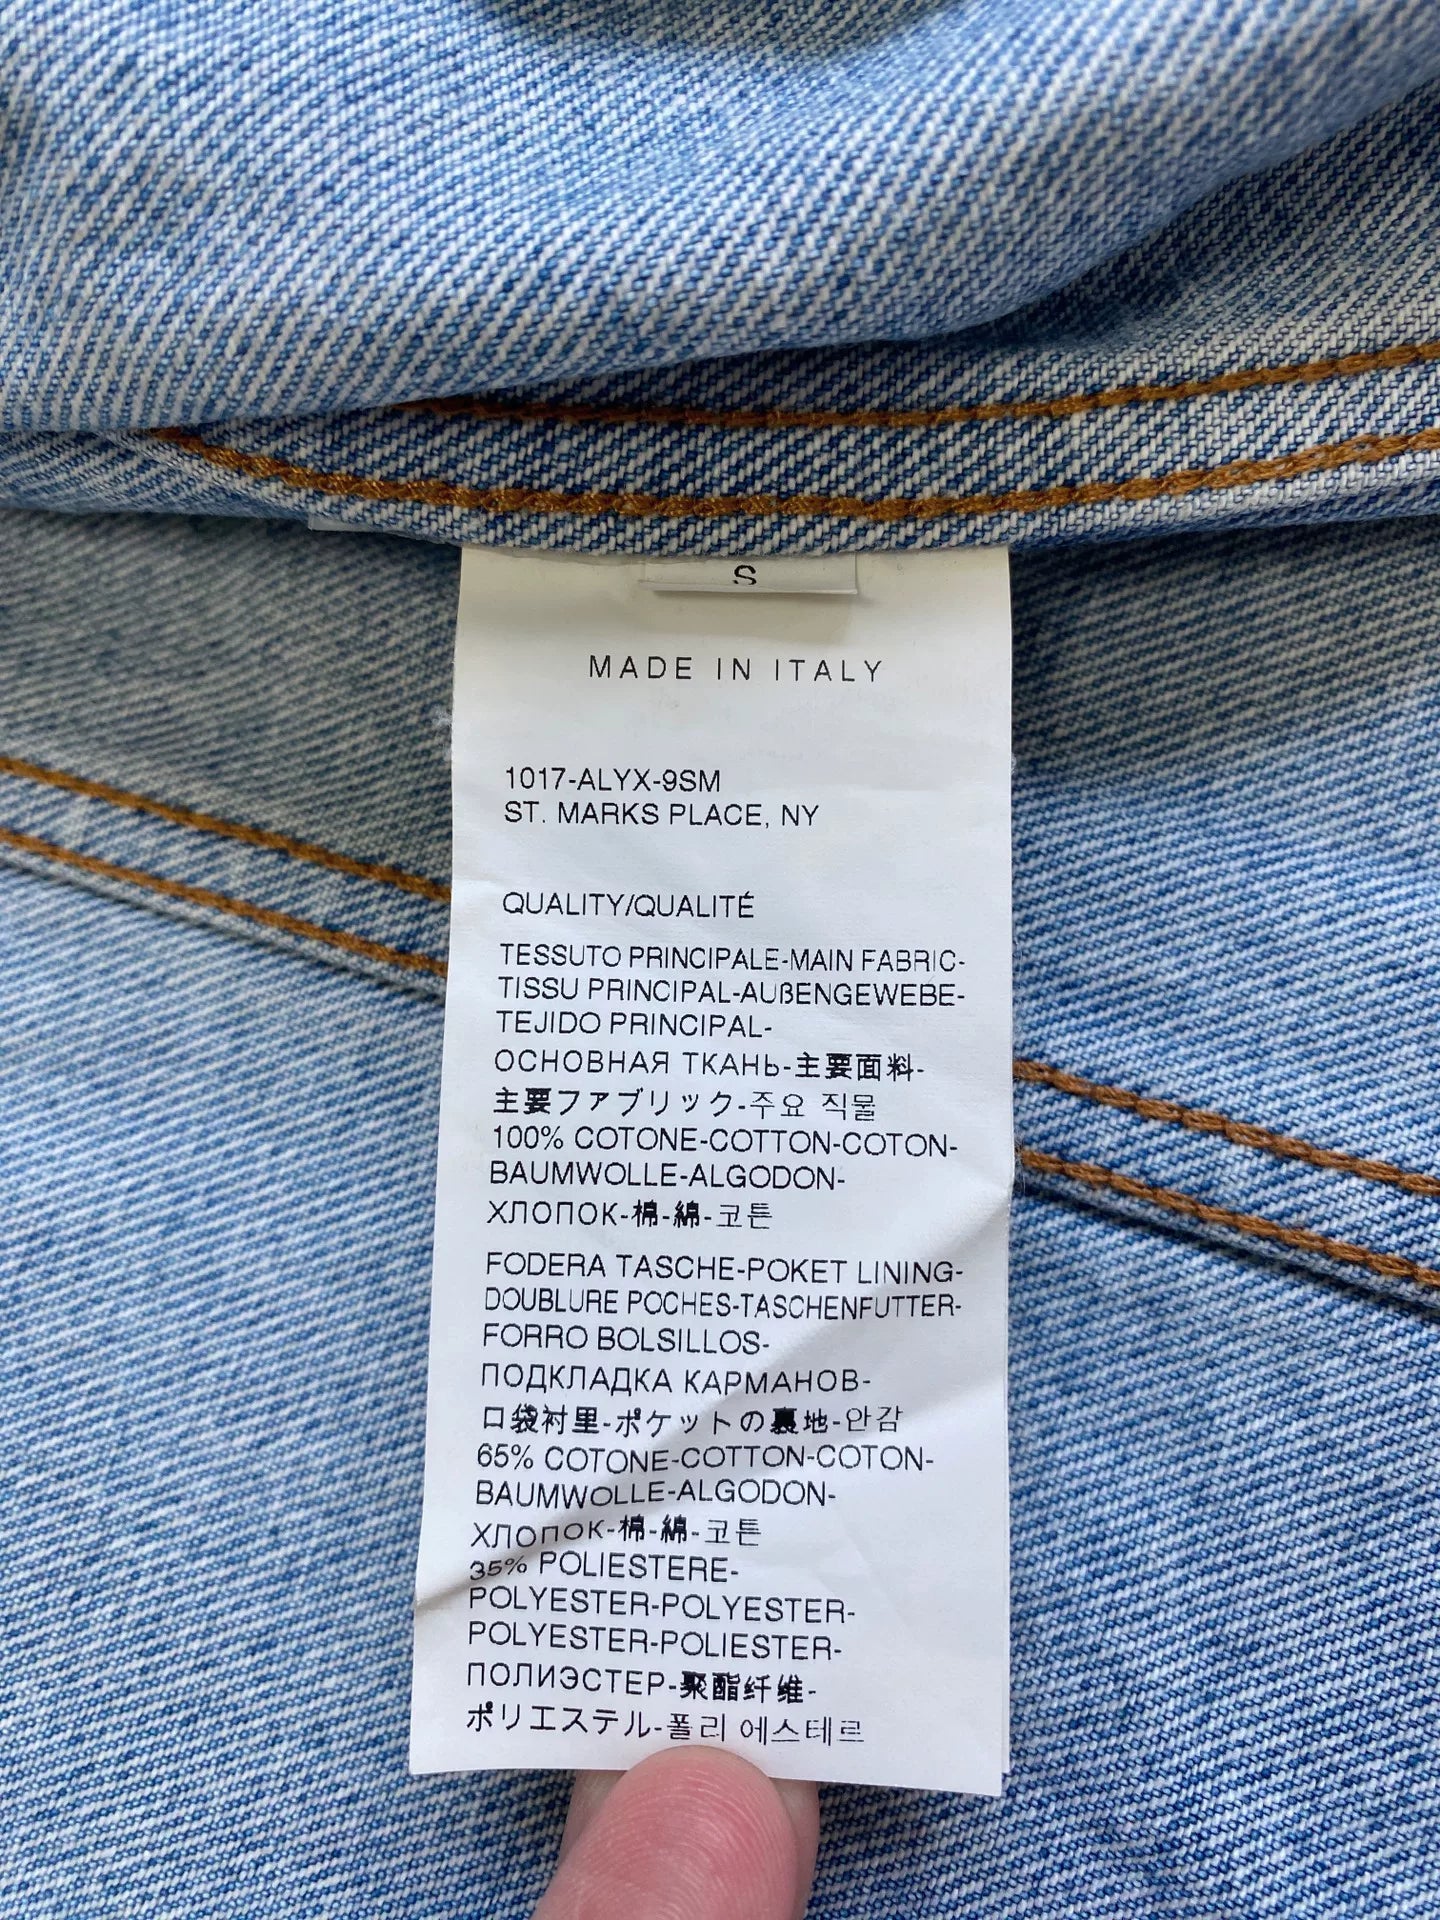 S
MADE IN ITALY
1017-ALYX-9SM
ST. MARKS PLACE, NY
QUALITY/QUALITÉ
TESSUTO PRINCIPALE-MAIN FABRIC-
TISSU PRINCIPAL-AUßENGEWEBE-
TEJIDO PRINCIPAL-
ОСНОВНАЯ ТКАНЬ-主要面料-
主要ファブリック-주요 직물
100% COTONE-COTTON-COTON-
BAUMWOLLE-ALGODON-
ХЛОПОК-棉-綿-코튼
FODERA TASCHE-POKET LINING-
DOUBLURE POCHES-TASCHENFUTTER-
FORRO BOLSILLOS-
ПОДКЛАДКА КАРМАНОВ-
口袋衬里-ポケットの裏地-안감
65% COTONE-COTTON-COTON-
BAUMWOLLE-ALGODON-
ХЛОПОК-棉-綿-코튼
35% POLIESTERE-
POLYESTER-POLYESTER-
POLYESTER-POLIESTER-
ПОЛИЭСТЕР-聚酯纤维-
ポリエステル-폴리 에스테르